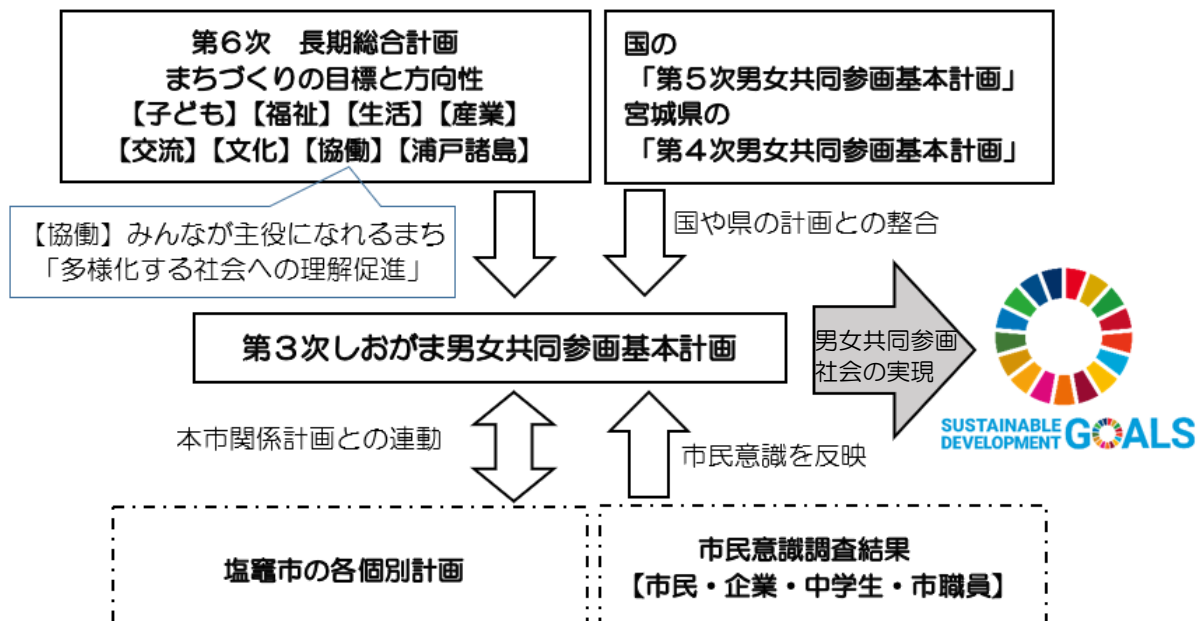 第6次　長期総合計画
まちづくりの目標と方向性
【子ども】【福祉】【生活】【産業】
【交流】【文化】【協働】【浦戸諸島】
国の
「第5次男女共同参画基本計画」
宮城県の
「第4次男女共同参画基本計画」
【協働】みんなが主役になれるまち
「多様化する社会への理解促進」
国や県の計画との整合
第3次しおがま男女共同参画基本計画
男女共同参画
社会の実現
SUSTAINABLE
DEVELOPMENT GOALS
本市関係計画との連動
市民意識を反映
塩竈市の各個別計画
市民意識調査結果
【市民・企業・中学生・市職員】